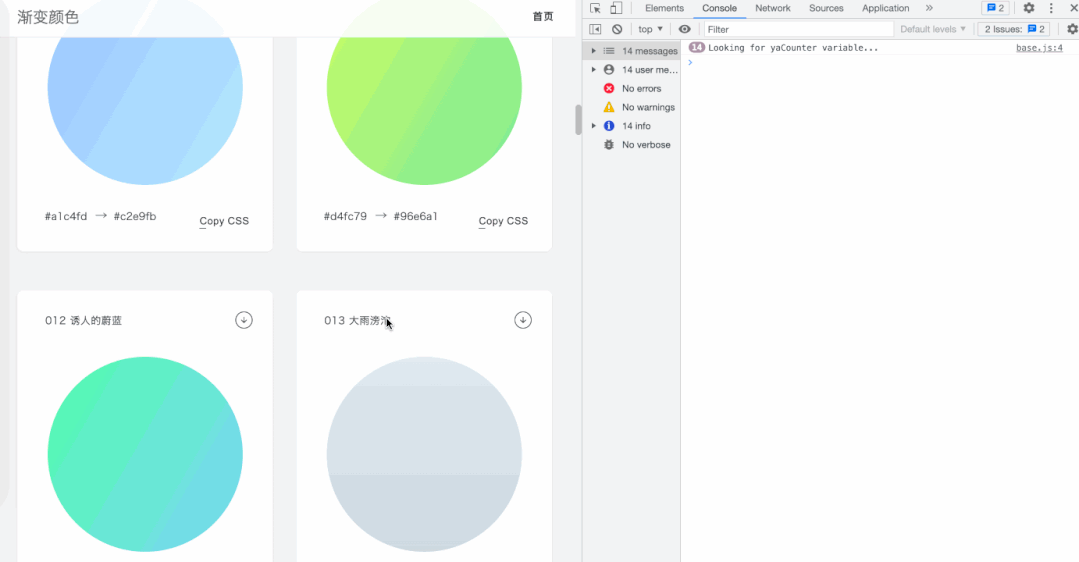 渐变颜色
首页
#a1c4fd → #c2e9fb
Copy CSS
#d4fc79 → #96e6a1
Copy CSS
012 诱人的蔚蓝
013 大雨滂沱
Elements Console Network Sources Application » 2
top ▼ Filter Default levels ▼ 2 Issues: 2
14 messages
14 user me...
No errors
No warnings
14 info
No verbose
14 Looking for yaCounter variable... base.js:4